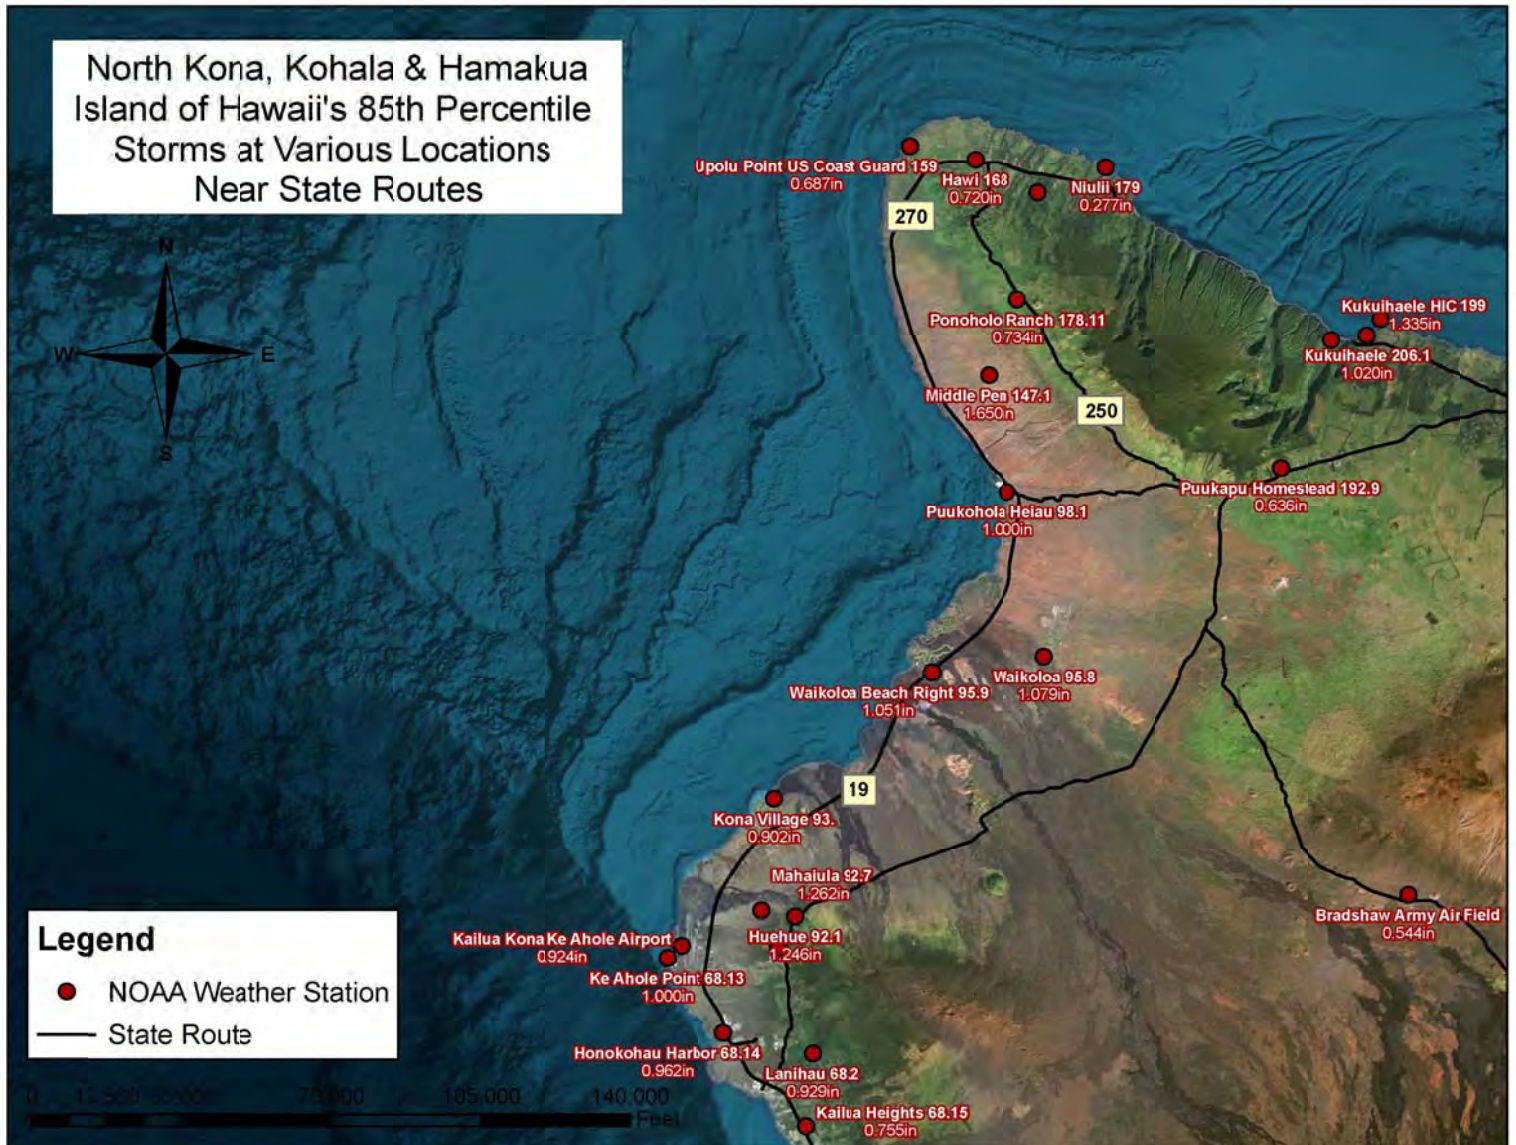 North Kona, Kohala & Hamakua
Island of Hawaii's 85th Percentile
Storms at Various Locations
Near State Routes
N
W
E
S
Upolu Point US Coast Guard 159
0.687in
Hawi 168
0.720in
Niulii 179
0.277in
270
Ponoholo Ranch 178.11
0.734in
Kukuihaele HIC 199
1.335in
Kukuihaele 206.1
1.020in
Middle Pen 147.1
1.650in
250
Puukapu Homestead 192.9
0.636in
Puukohola Heiau 98.1
1.000in
Waikoloa 95.8
1.079in
Waikoloa Beach Right 95.9
1.051in
19
Kona Village 93.
0.902in
Mahaiula 92.7
1.262in
Bradshaw Army Air Field
0.544in
Huehue 92.1
1.246in
Kailua Kona Ke Ahole Airport
0.924in
Ke Ahole Point 68.13
1.000in
Honokohau Harbor 68.14
0.962in
Lanihau 68.2
0.929in
Kailua Heights 68.15
0.755in
Legend
NOAA Weather Station
State Route
0 70,000 105,000 140,000
Feet